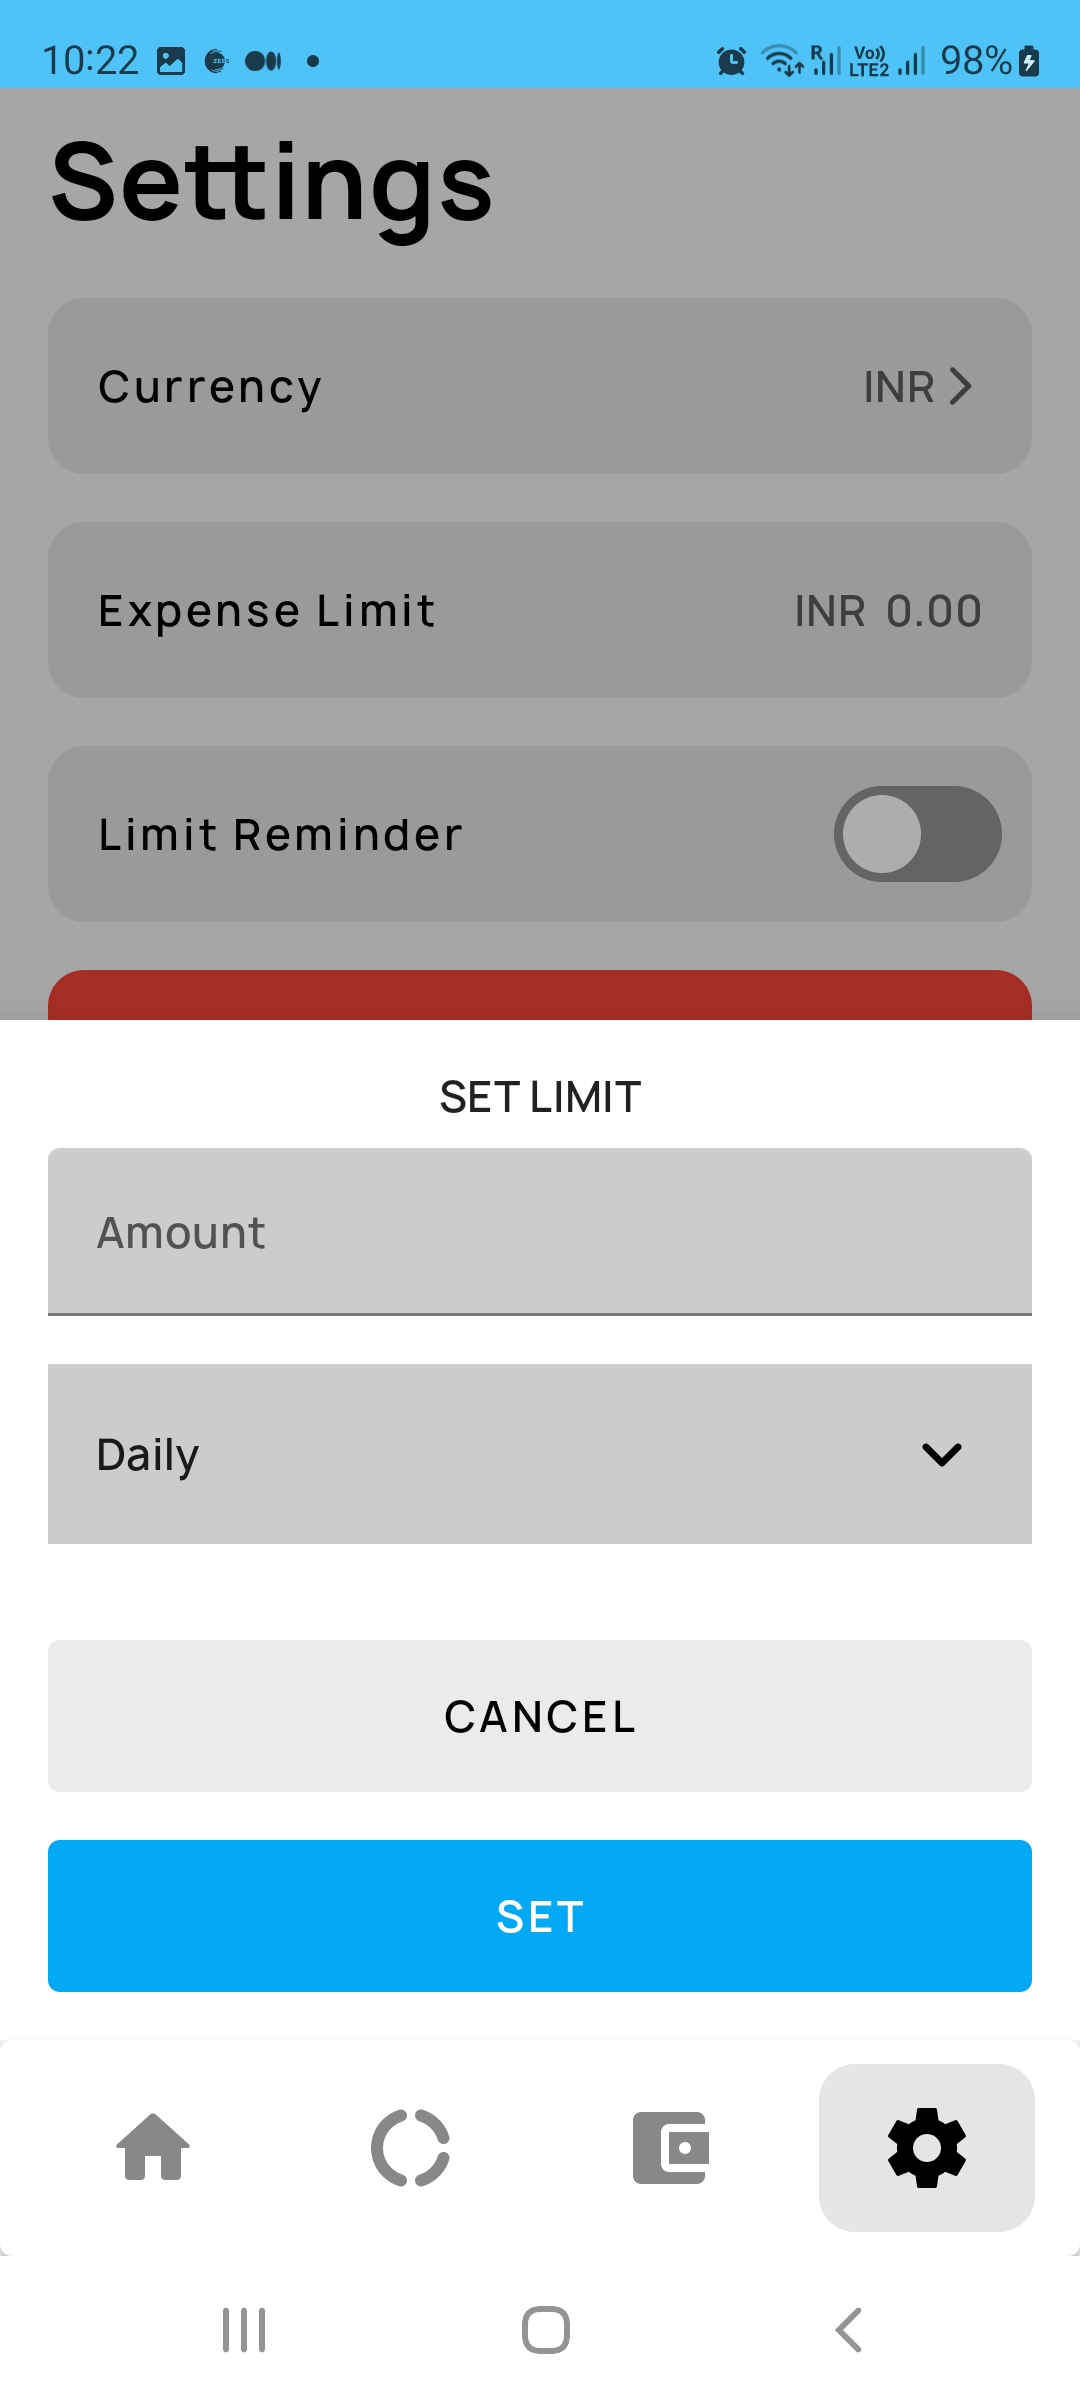 10:22 98%
R Vo)) LTE2
Settings
Currency INR
Expense Limit INR 0.00
Limit Reminder
SET LIMIT
Amount
Daily
CANCEL
SET